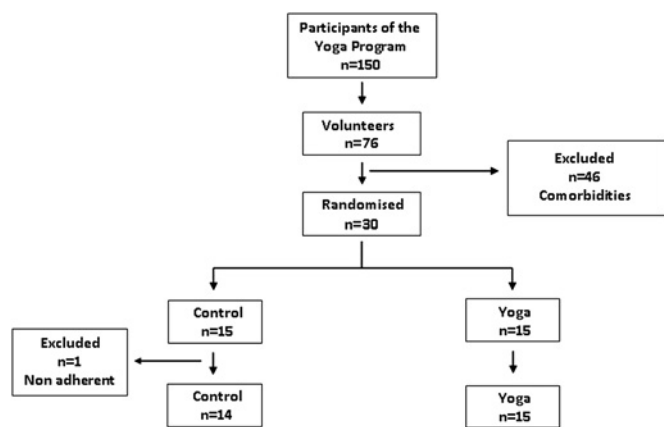 Participants of the
Yoga Program
n=150
Volunteers
n=76
Excluded
n=46
Comorbidities
Randomised
n=30
Control
n=15
Yoga
n=15
Excluded
n=1
Non adherent
Control
n=14
Yoga
n=15